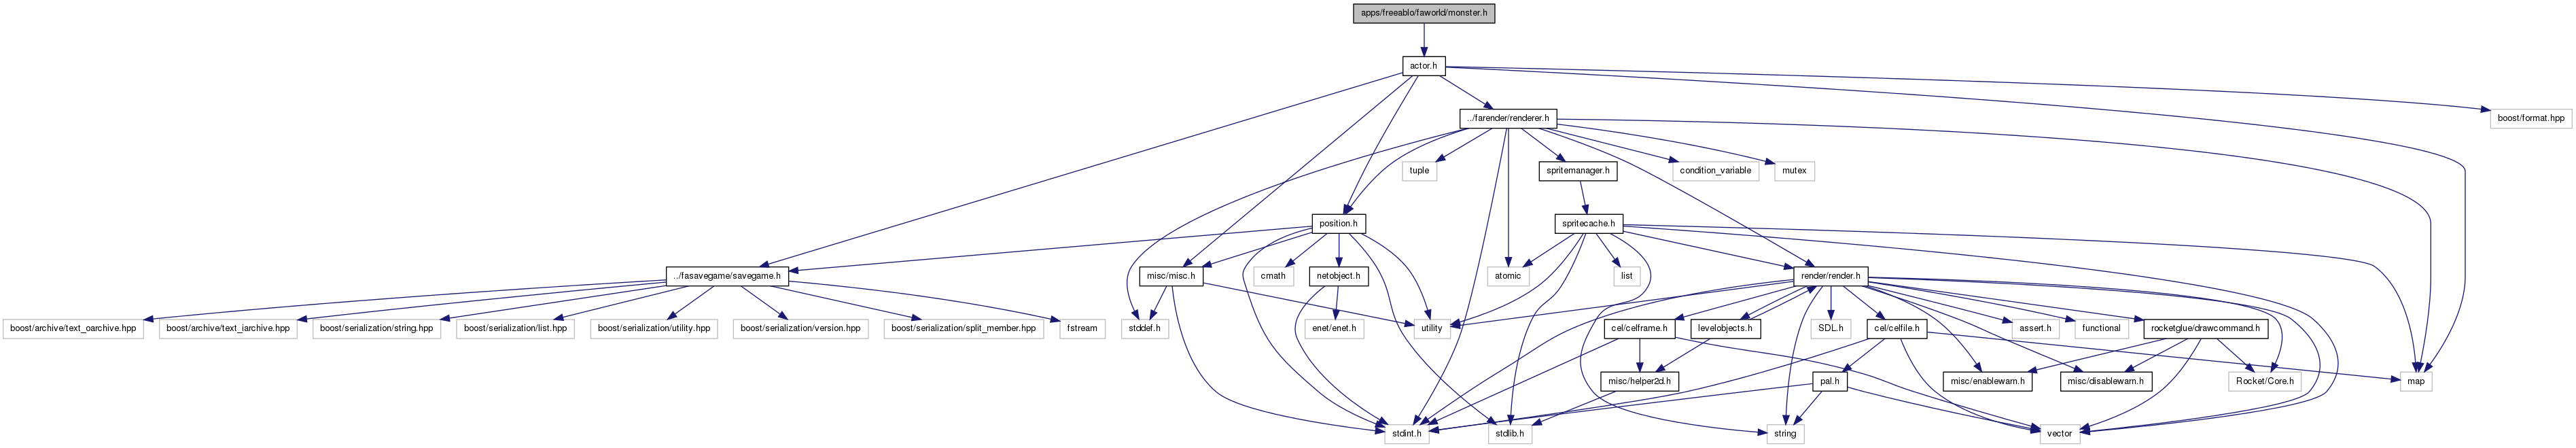 apps/freeablo/faworld/monster.h
actor.h
../farender/renderer.h
boost/format.hpp
tuple
spritemanager.h
condition_variable
mutex
position.h
spritecache.h
../fasavegame/savegame.h
misc/misc.h
cmath
netobject.h
atomic
list
render/render.h
boost/archive/text_oarchive.hpp
boost/archive/text_iarchive.hpp
boost/serialization/string.hpp
boost/serialization/list.hpp
boost/serialization/utility.hpp
boost/serialization/version.hpp
boost/serialization/split_member.hpp
fstream
stddef.h
enet/enet.h
utility
cel/celframe.h
levelobjects.h
SDL.h
cel/celfile.h
assert.h
functional
rocketglue/drawcommand.h
misc/helper2d.h
pal.h
misc/enablewarn.h
misc/disablewarn.h
Rocket/Core.h
map
stdint.h
stdlib.h
string
vector